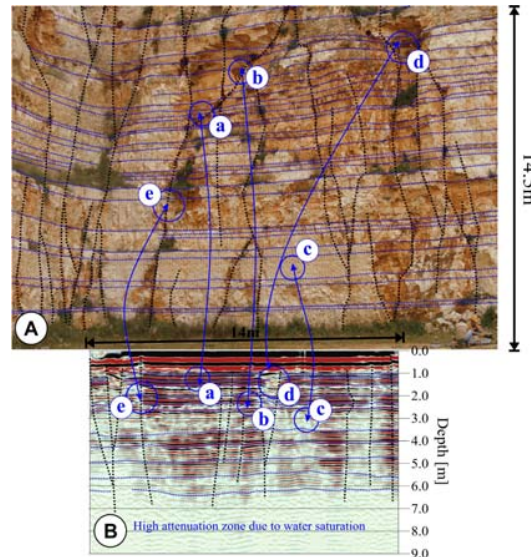 b
d
a
e
c
14.5m
A
14m
0.0
1.0
2.0
3.0
4.0
5.0
6.0
7.0
8.0
9.0
Depth [m]
a
d
e
b
c
B
High attenuation zone due to water saturation